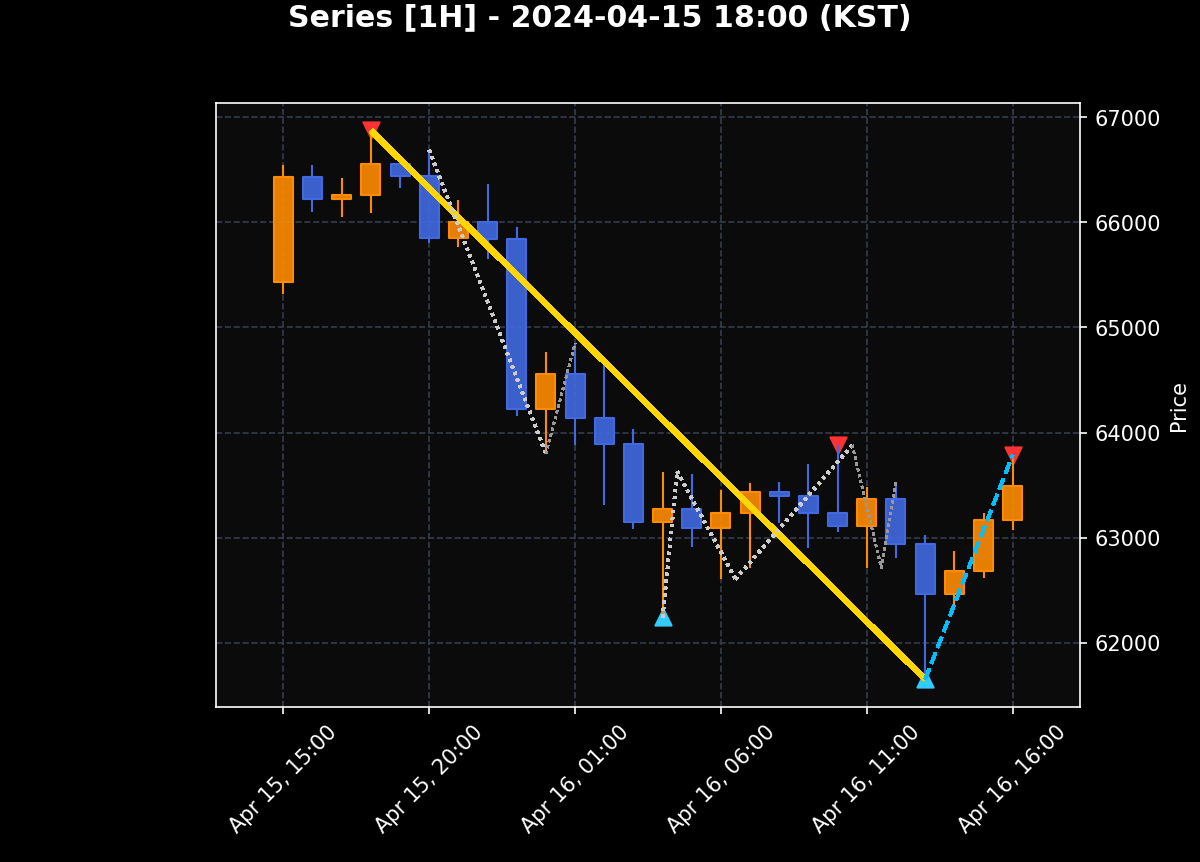 Series [1H] - 2024-04-15 18:00 (KST)
67000
66000
65000
64000
63000
62000
Price
Apr 15, 15:00
Apr 15, 20:00
Apr 16, 01:00
Apr 16, 06:00
Apr 16, 11:00
Apr 16, 16:00